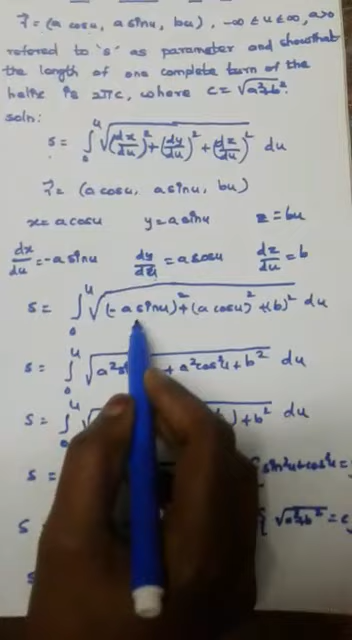 r⃗ = (a cosu, a sinu, bu), -∞ ≤ u ≤ ∞, a>0
refered to 's' as parameter and show that
the length of one complete turn of the
helix is 2πc, where c = √a²+b².
soln:
s = ∫₀ᵘ √(dx/du)² + (dy/du)² + (dz/du)² du
r⃗ = (a cosu, a sinu, bu)
x = a cosu y = a sinu z = bu
dx/du = -a sinu dy/du = a cosu dz/du = b
s = ∫₀ᵘ √(-a sinu)² + (a cosu)² + (b)² du
s = ∫₀ᵘ √a² + a²cos²u + b² du
s = ∫₀ᵘ √ ) + b² du
s = sin²u + cos²u =
s √a²+b² = c
s